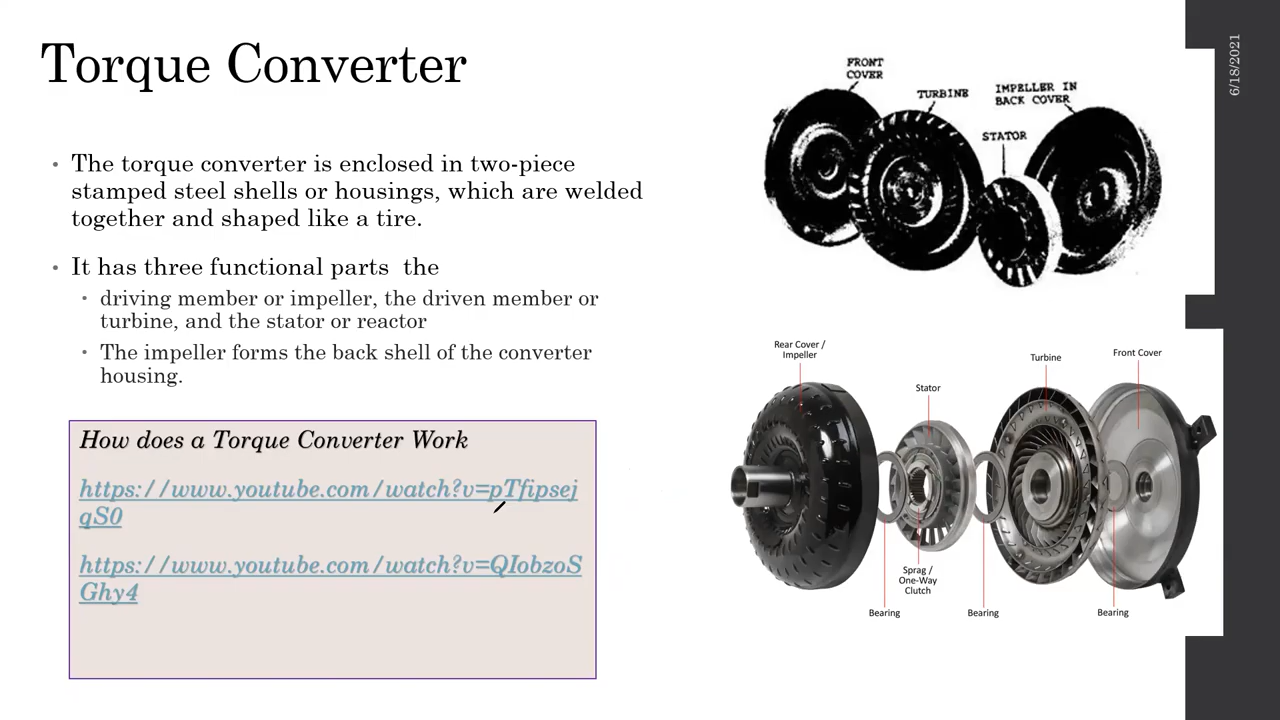 Torque Converter
6/18/2021
The torque converter is enclosed in two-piece
stamped steel shells or housings, which are welded
together and shaped like a tire.
It has three functional parts  the
driving member or impeller, the driven member or
turbine, and the stator or reactor
The impeller forms the back shell of the converter
housing.
How does a Torque Converter Work
https://www.youtube.com/watch?v=pTfipsej
qS0
https://www.youtube.com/watch?v=QIobzoS
Ghy4
FRONT
COVER
TURBINE
IMPELLER IN
BACK COVER
STATOR
Rear Cover /
Impeller
Stator
Turbine
Front Cover
Sprag /
One-Way
Clutch
Bearing
Bearing
Bearing